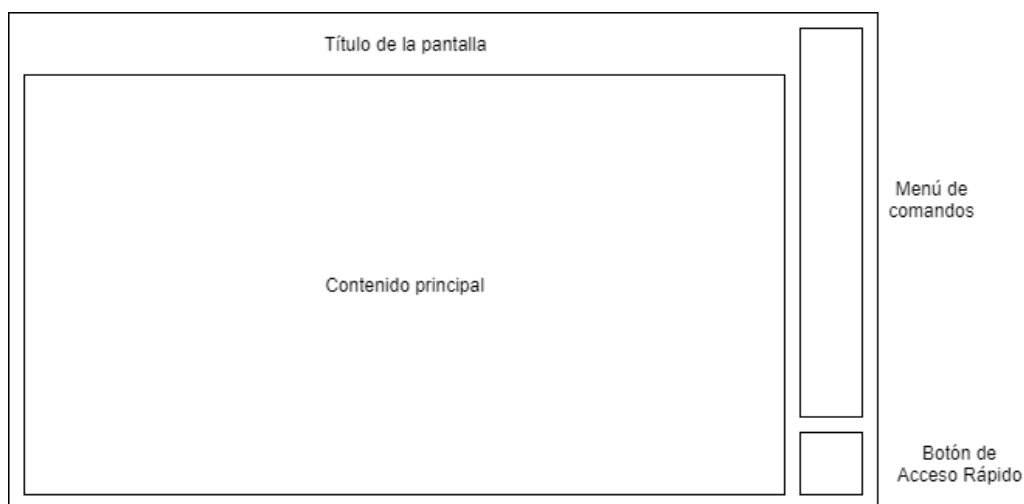 Título de la pantalla
Menú de
comandos
Contenido principal
Botón de
Acceso Rápido